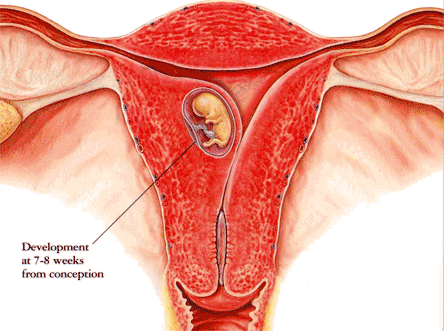 Development
at 7-8 weeks
from conception